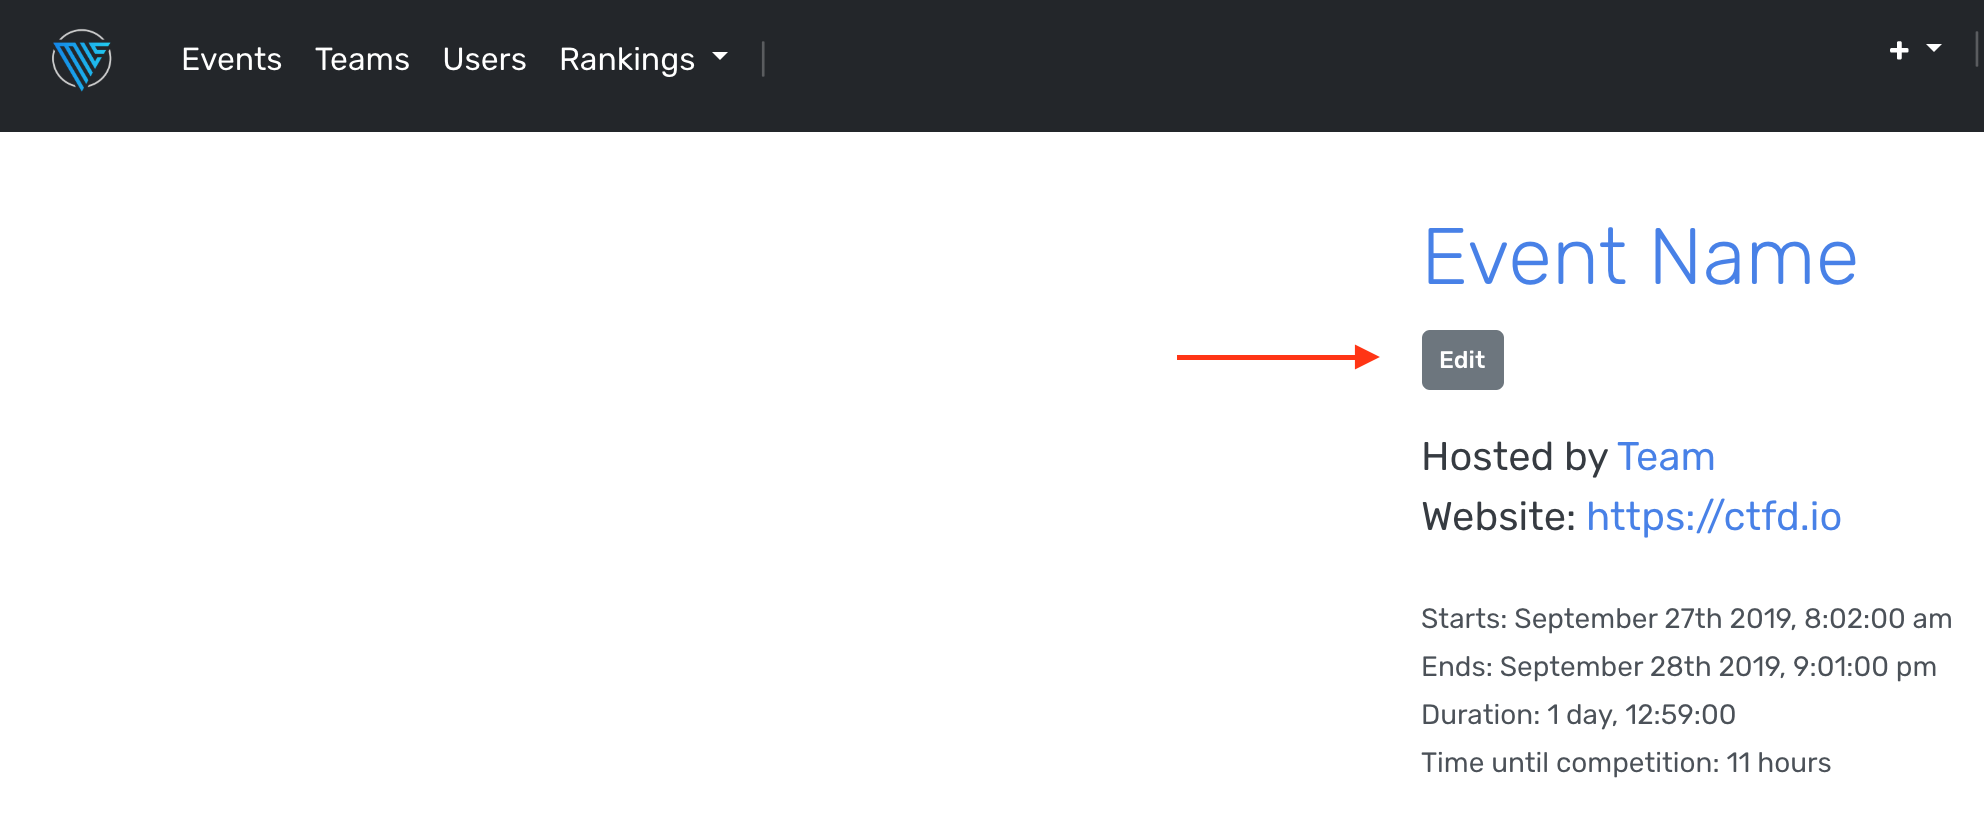 Events Teams Users Rankings
Event Name
Edit
Hosted by Team
Website: https://ctfd.io
Starts: September 27th 2019, 8:02:00 am
Ends: September 28th 2019, 9:01:00 pm
Duration: 1 day, 12:59:00
Time until competition: 11 hours